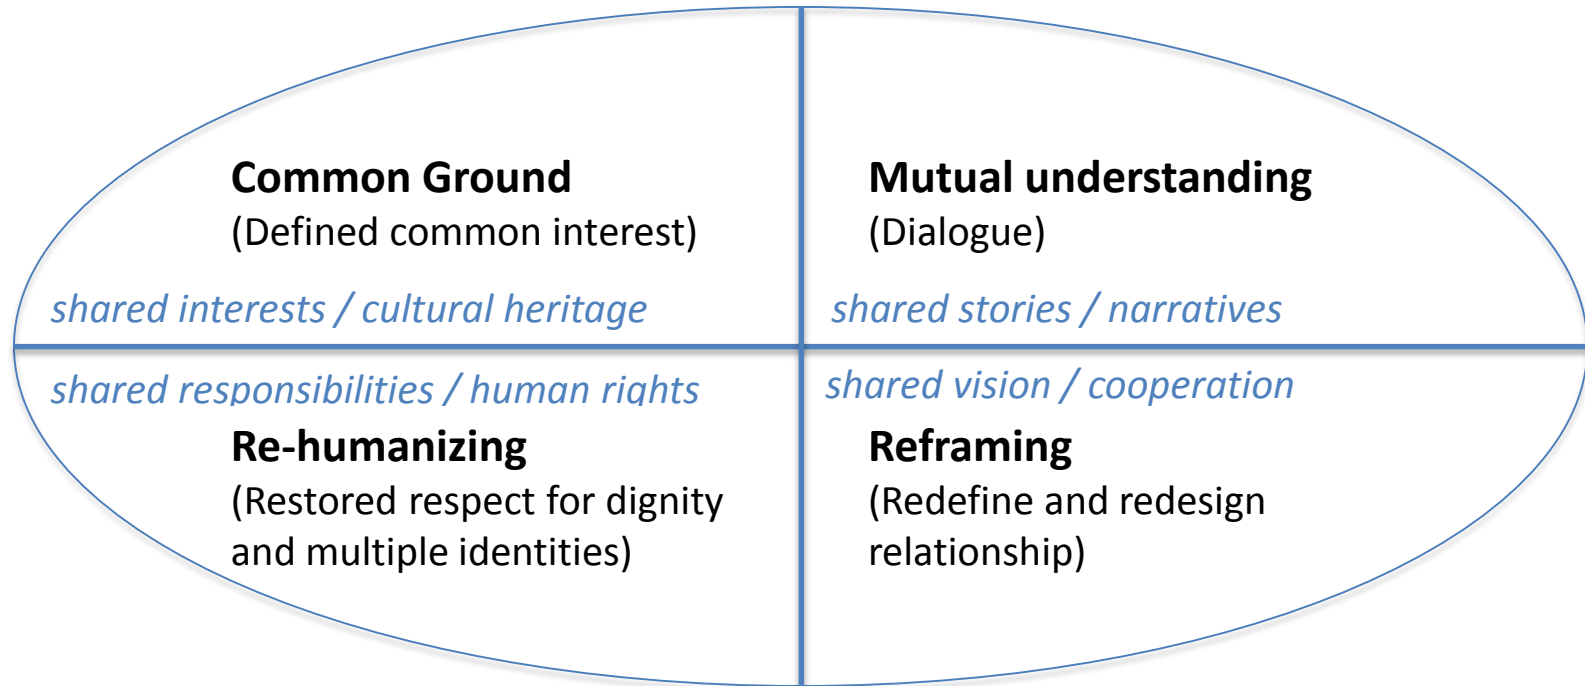 Common Ground
(Defined common interest)
shared interests / cultural heritage
Mutual understanding
(Dialogue)
shared stories / narratives
shared responsibilities / human rights
Re-humanizing
(Restored respect for dignity
and multiple identities)
shared vision / cooperation
Reframing
(Redefine and redesign
relationship)